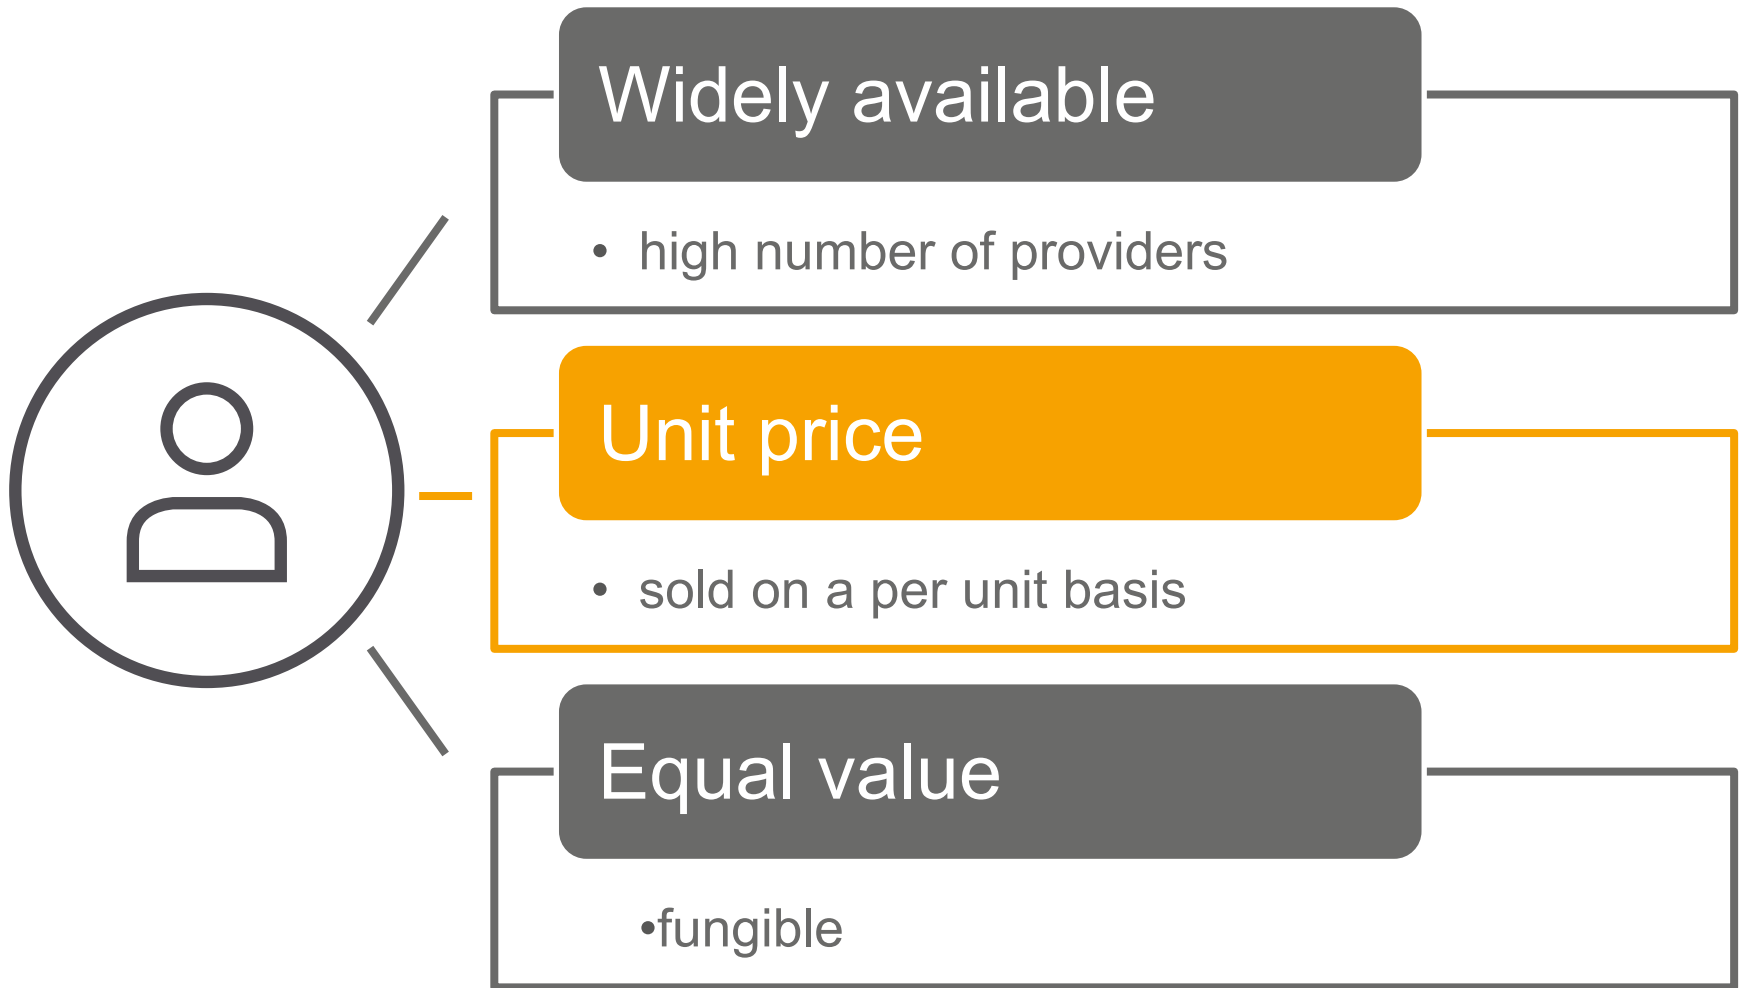 Widely available
• high number of providers
Unit price
• sold on a per unit basis
Equal value
•fungible